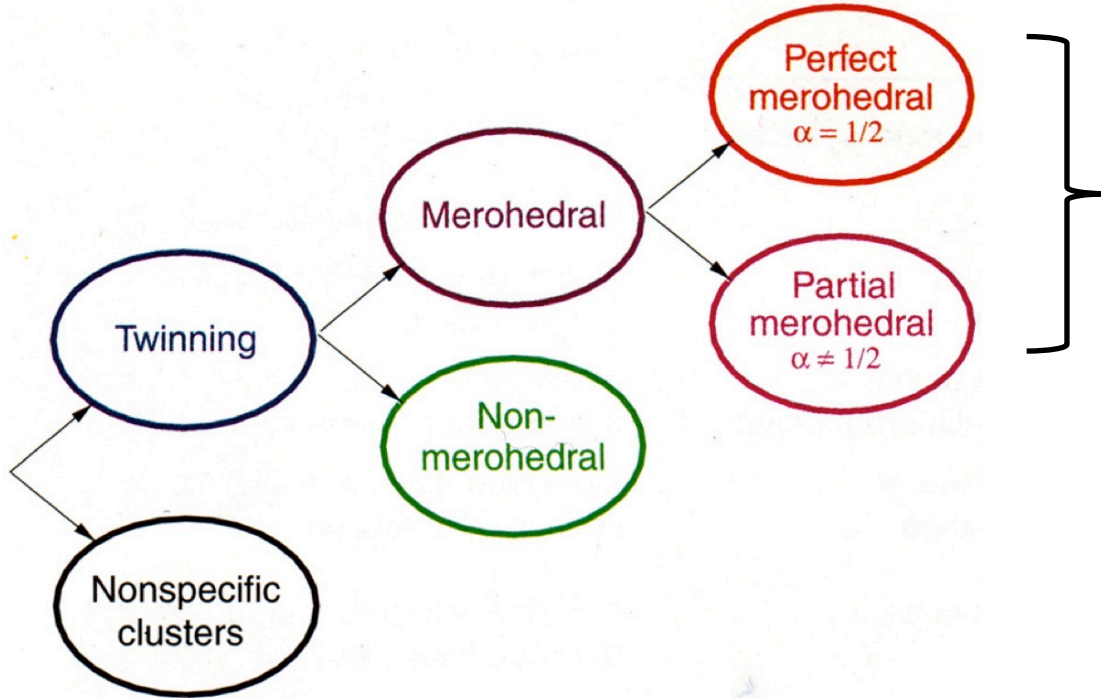 Perfect
merohedral
α = 1/2
Merohedral
Partial
merohedral
α ≠ 1/2
Twinning
Non-
merohedral
Nonspecific
clusters